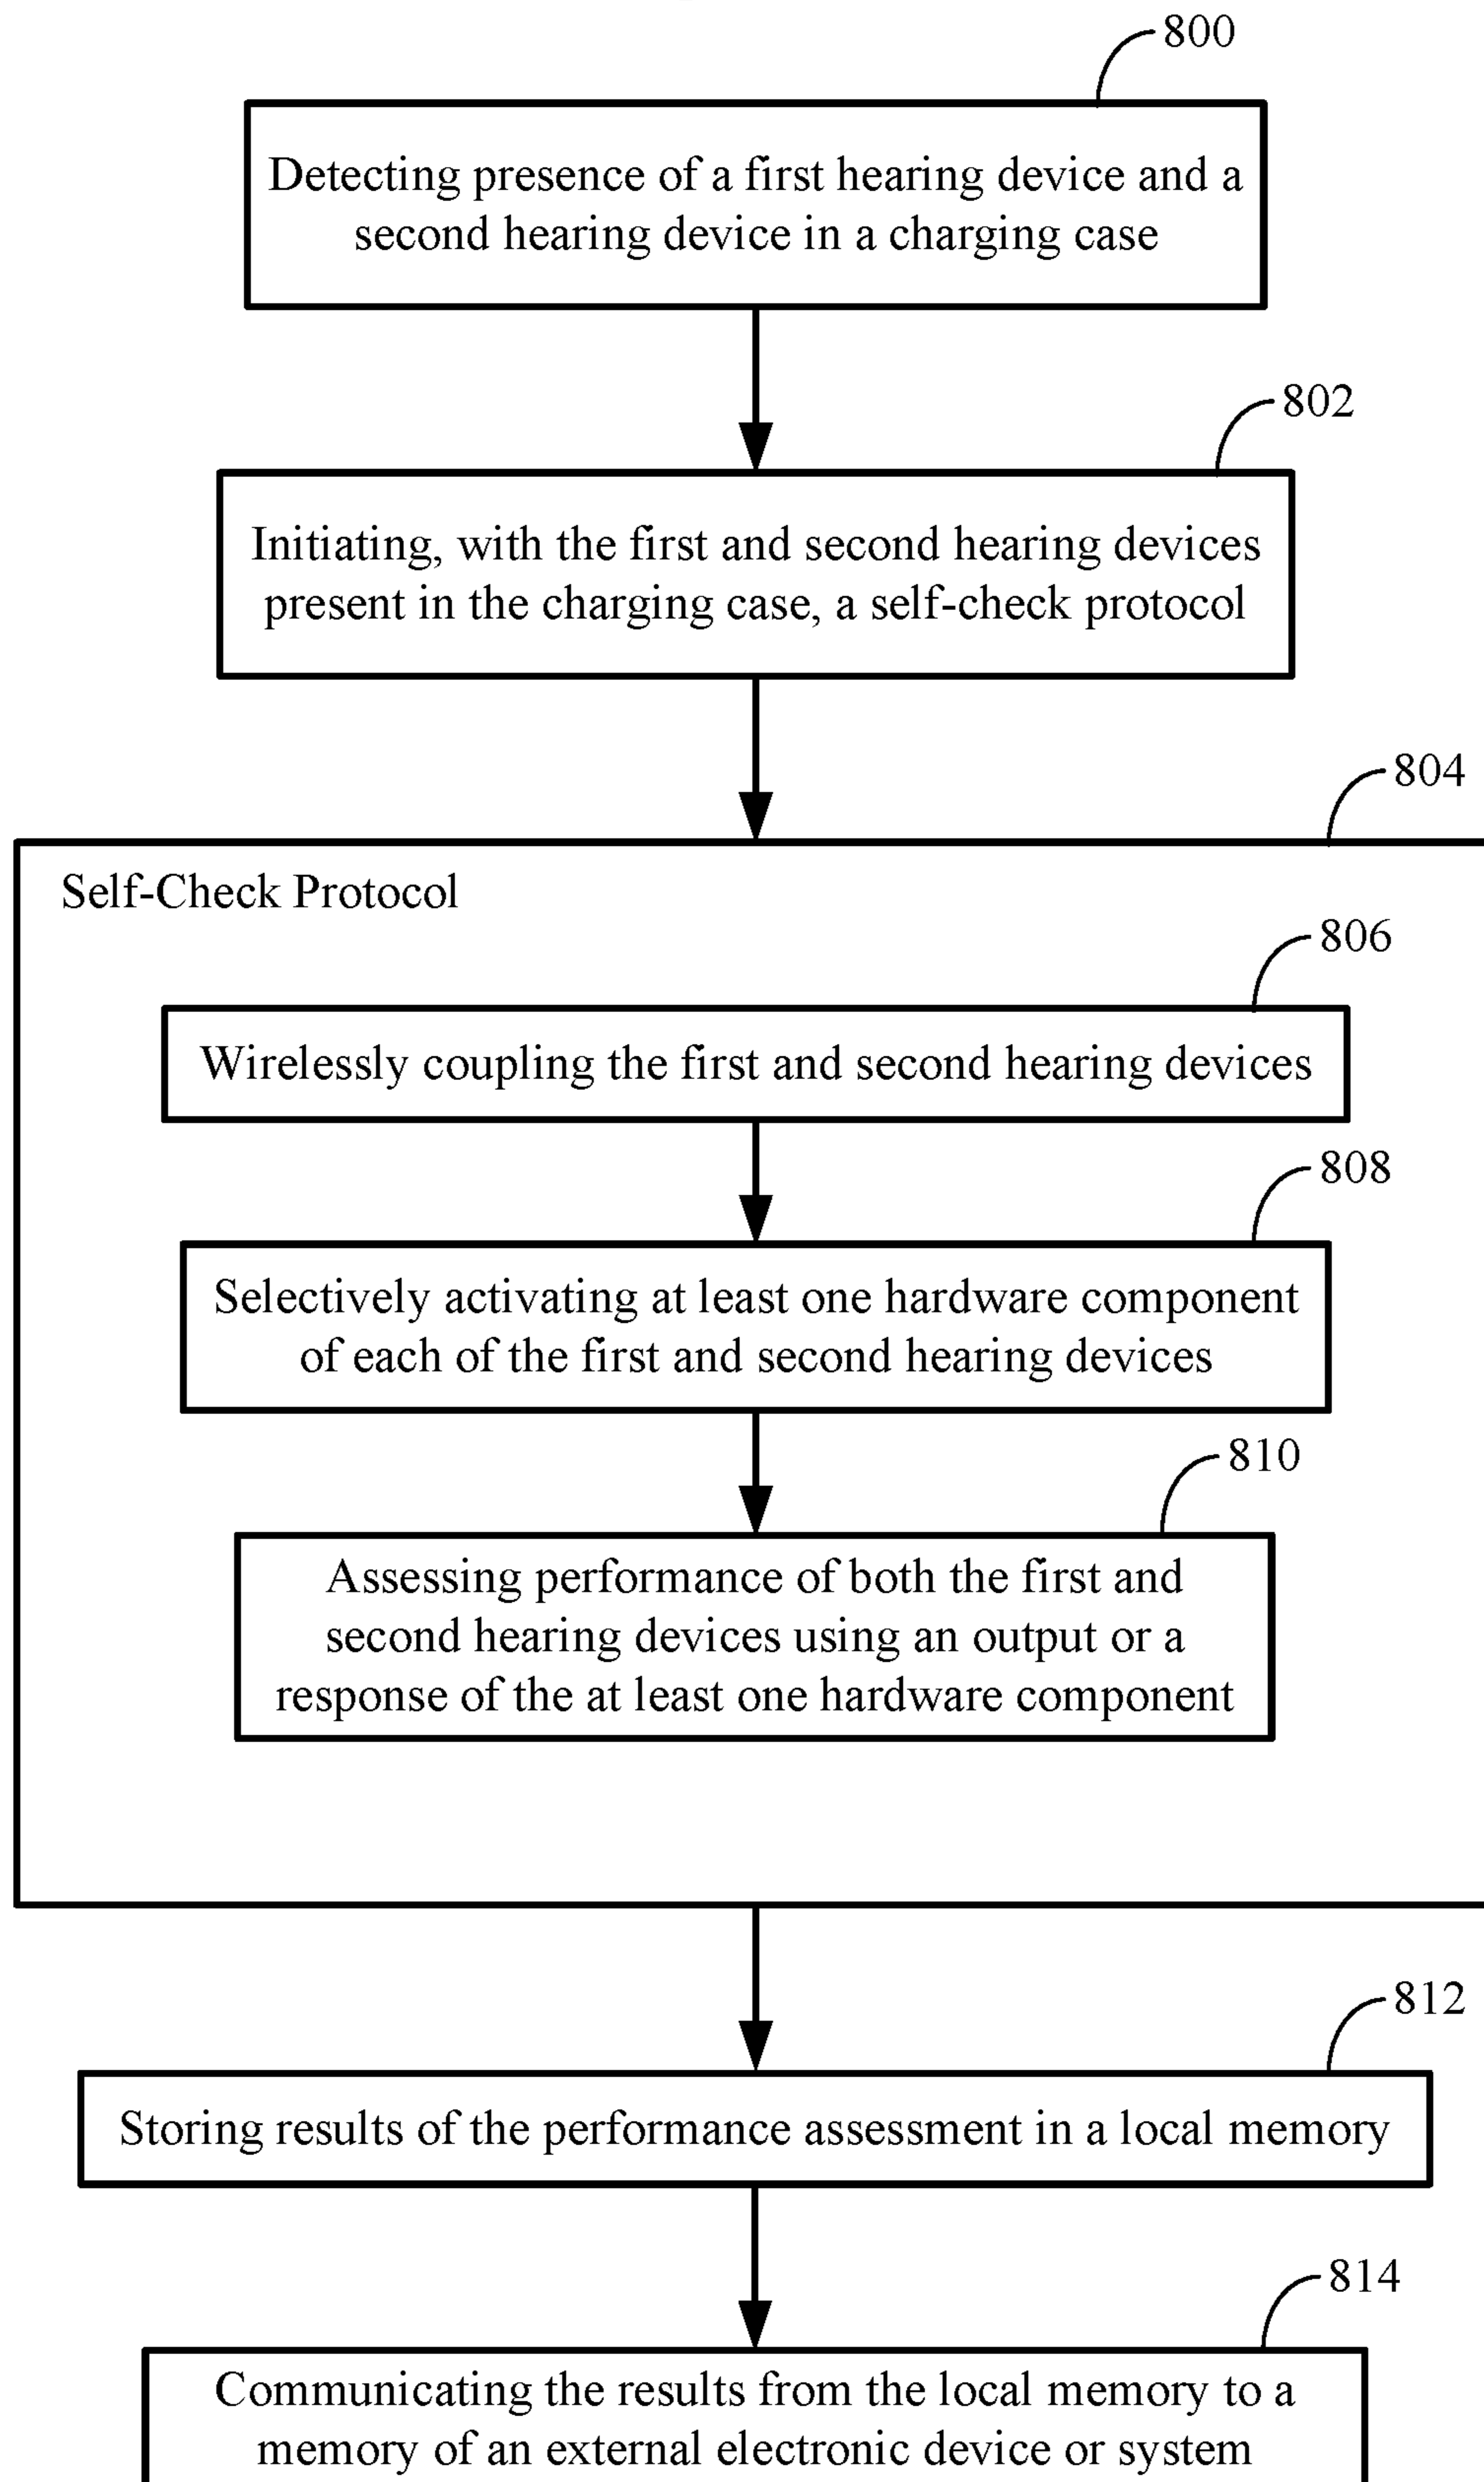 800
Detecting presence of a first hearing device and a
second hearing device in a charging case
802
Initiating, with the first and second hearing devices
present in the charging case, a self-check protocol
804
Self-Check Protocol
806
Wirelessly coupling the first and second hearing devices
808
Selectively activating at least one hardware component
of each of the first and second hearing devices
810
Assessing performance of both the first and
second hearing devices using an output or a
response of the at least one hardware component
812
Storing results of the performance assessment in a local memory
814
Communicating the results from the local memory to a
memory of an external electronic device or system